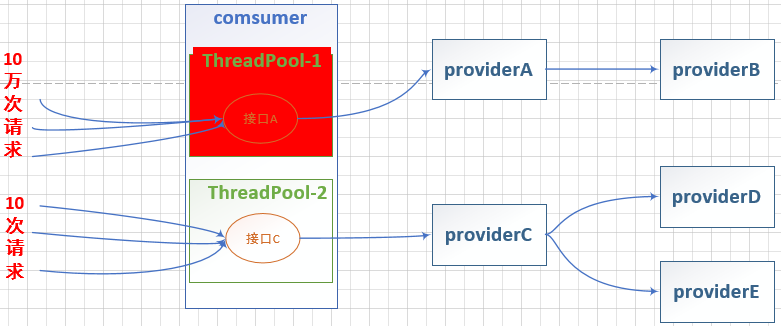 comsumer
10
万
次
请
求
ThreadPool-1
接口A
providerA
providerB
10
次
请
求
ThreadPool-2
接口C
providerC
providerD
providerE